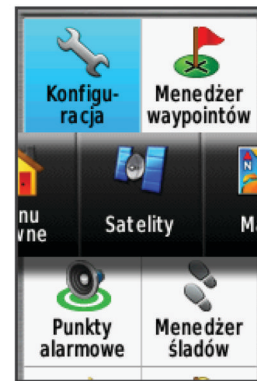 Konfigu-
racja
Menedżer
waypointów
Satelity
Punkty
alarmowe
Menedżer
śladów